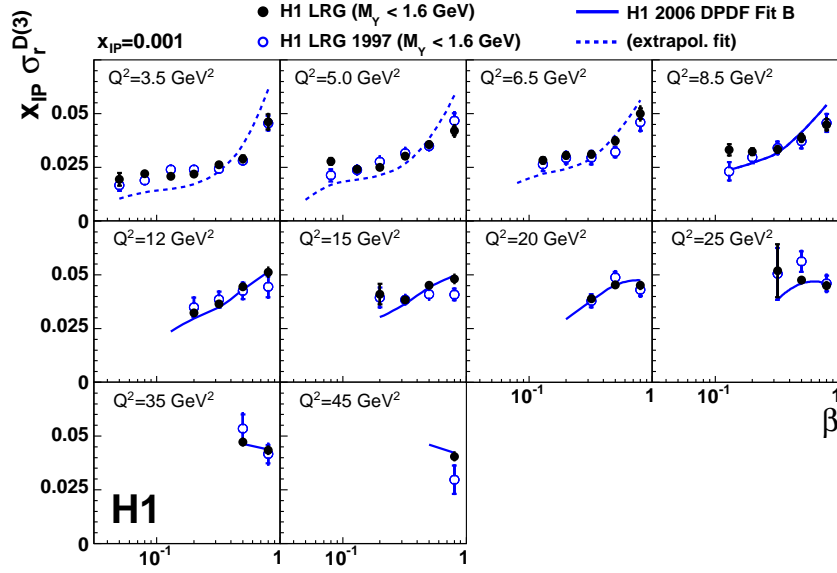 H1 LRG (M_Y < 1.6 GeV)
H1 2006 DPDF Fit B
x_IP=0.001
H1 LRG 1997 (M_Y < 1.6 GeV)
(extrapol. fit)
x_IP σ_r^D(3)
Q²=3.5 GeV²
Q²=5.0 GeV²
Q²=6.5 GeV²
Q²=8.5 GeV²
0.05
0.025
0
Q²=12 GeV²
Q²=15 GeV²
Q²=20 GeV²
Q²=25 GeV²
0.05
0.025
0
10⁻¹
1
10⁻¹
1
Q²=35 GeV²
Q²=45 GeV²
β
0.05
0.025
H1
0
10⁻¹
10⁻¹
1